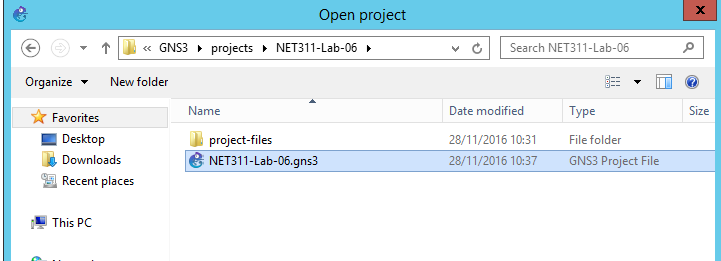 Open project
x
« GNS3 › projects › NET311-Lab-06 ›
Search NET311-Lab-06
Organize New folder
Name Date modified Type Size
Favorites
Desktop
Downloads
Recent places
This PC
project-files 28/11/2016 10:31 File folder
NET311-Lab-06.gns3 28/11/2016 10:37 GNS3 Project File